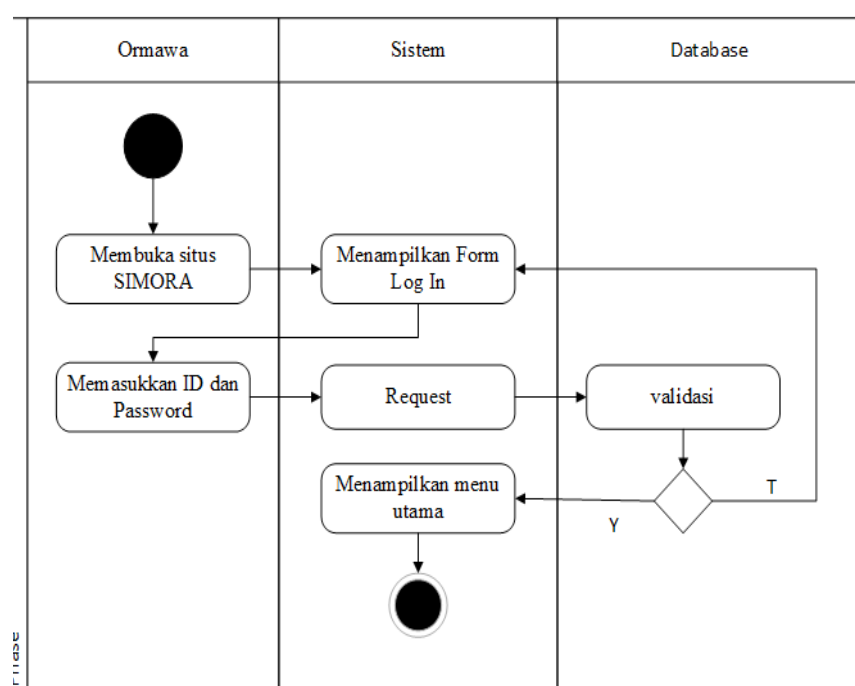 Ormawa
Sistem
Database
Membuka situs
SIMORA
Menampilkan Form
Log In
Memasukkan ID dan
Password
Request
validasi
Menampilkan menu
utama
Y
T
Phase